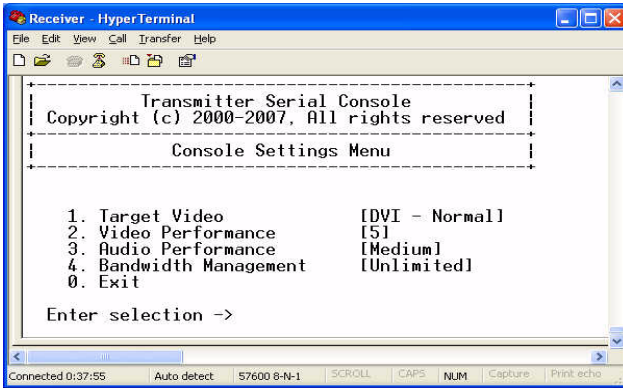 Receiver - HyperTerminal
File Edit View Call Transfer Help
Transmitter Serial Console
Copyright (c) 2000-2007, All rights reserved
Console Settings Menu
1. Target Video [DVI - Normal]
2. Video Performance [5]
3. Audio Performance [Medium]
4. Bandwidth Management [Unlimited]
0. Exit
Enter selection ->
Connected 0:37:55 Auto detect 57600 8-N-1 SCROLL CAPS NUM Capture Print echo